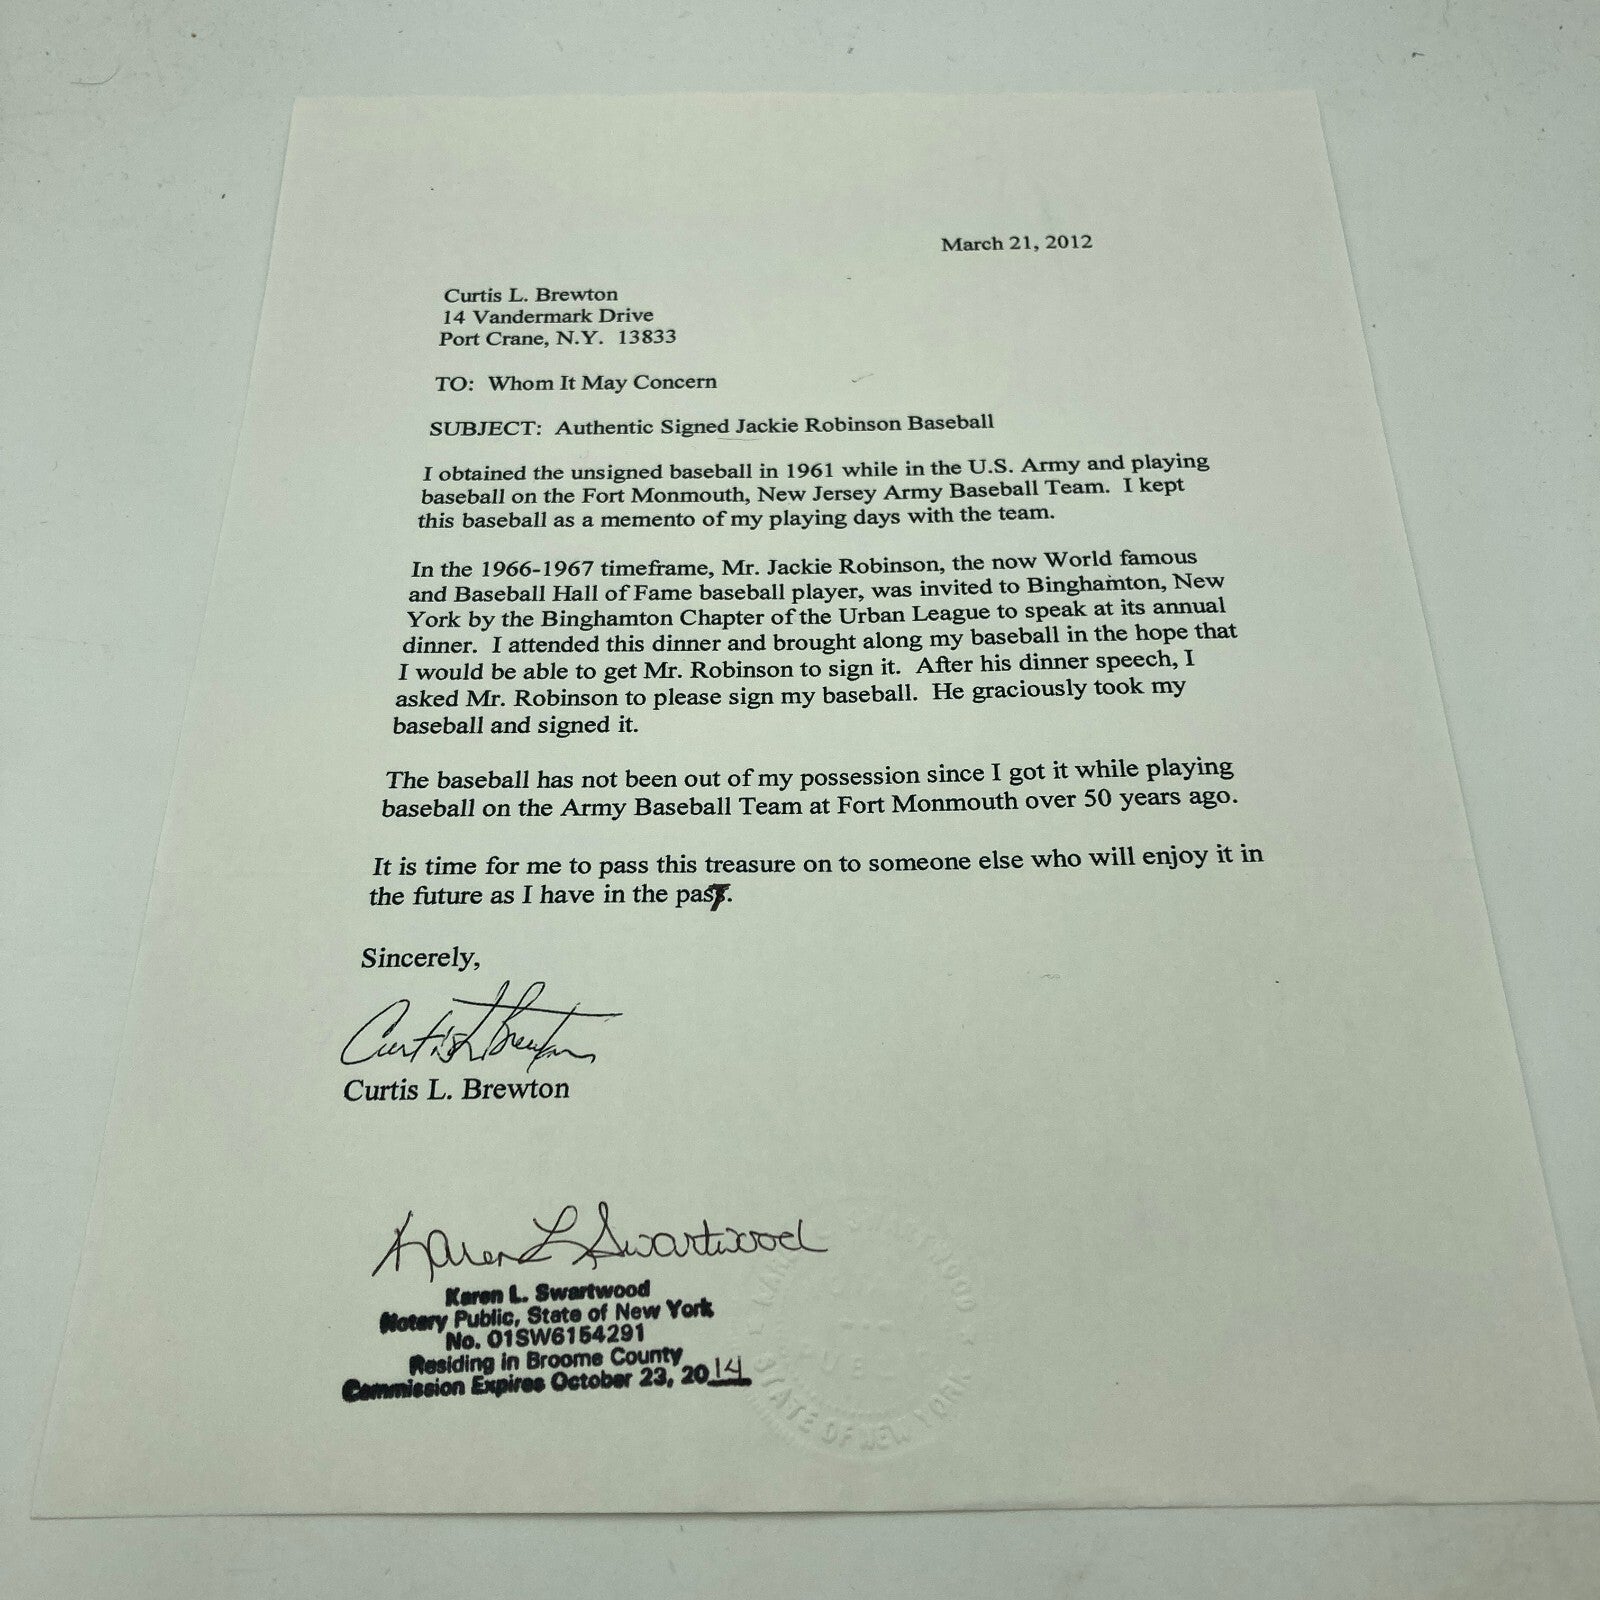 March 21, 2012
Curtis L. Brewton
14 Vandermark Drive
Port Crane, N.Y. 13833
TO: Whom It May Concern
SUBJECT: Authentic Signed Jackie Robinson Baseball
I obtained the unsigned baseball in 1961 while in the U.S. Army and playing
baseball on the Fort Monmouth, New Jersey Army Baseball Team. I kept
this baseball as a memento of my playing days with the team.
In the 1966-1967 timeframe, Mr. Jackie Robinson, the now World famous
and Baseball Hall of Fame baseball player, was invited to Binghamton, New
York by the Binghamton Chapter of the Urban League to speak at its annual
dinner. I attended this dinner and brought along my baseball in the hope that
I would be able to get Mr. Robinson to sign it. After his dinner speech, I
asked Mr. Robinson to please sign my baseball. He graciously took my
baseball and signed it.
The baseball has not been out of my possession since I got it while playing
baseball on the Army Baseball Team at Fort Monmouth over 50 years ago.
It is time for me to pass this treasure on to someone else who will enjoy it in
the future as I have in the past.
Sincerely,
Curtis L Brewton
Curtis L. Brewton
Karen L Swartwood
Karen L. Swartwood
Notary Public, State of New York
No. 01SW6154291
Residing in Broome County
Commission Expires October 23, 2014
KAREN SWARTWOOD
STATE OF NEW YORK